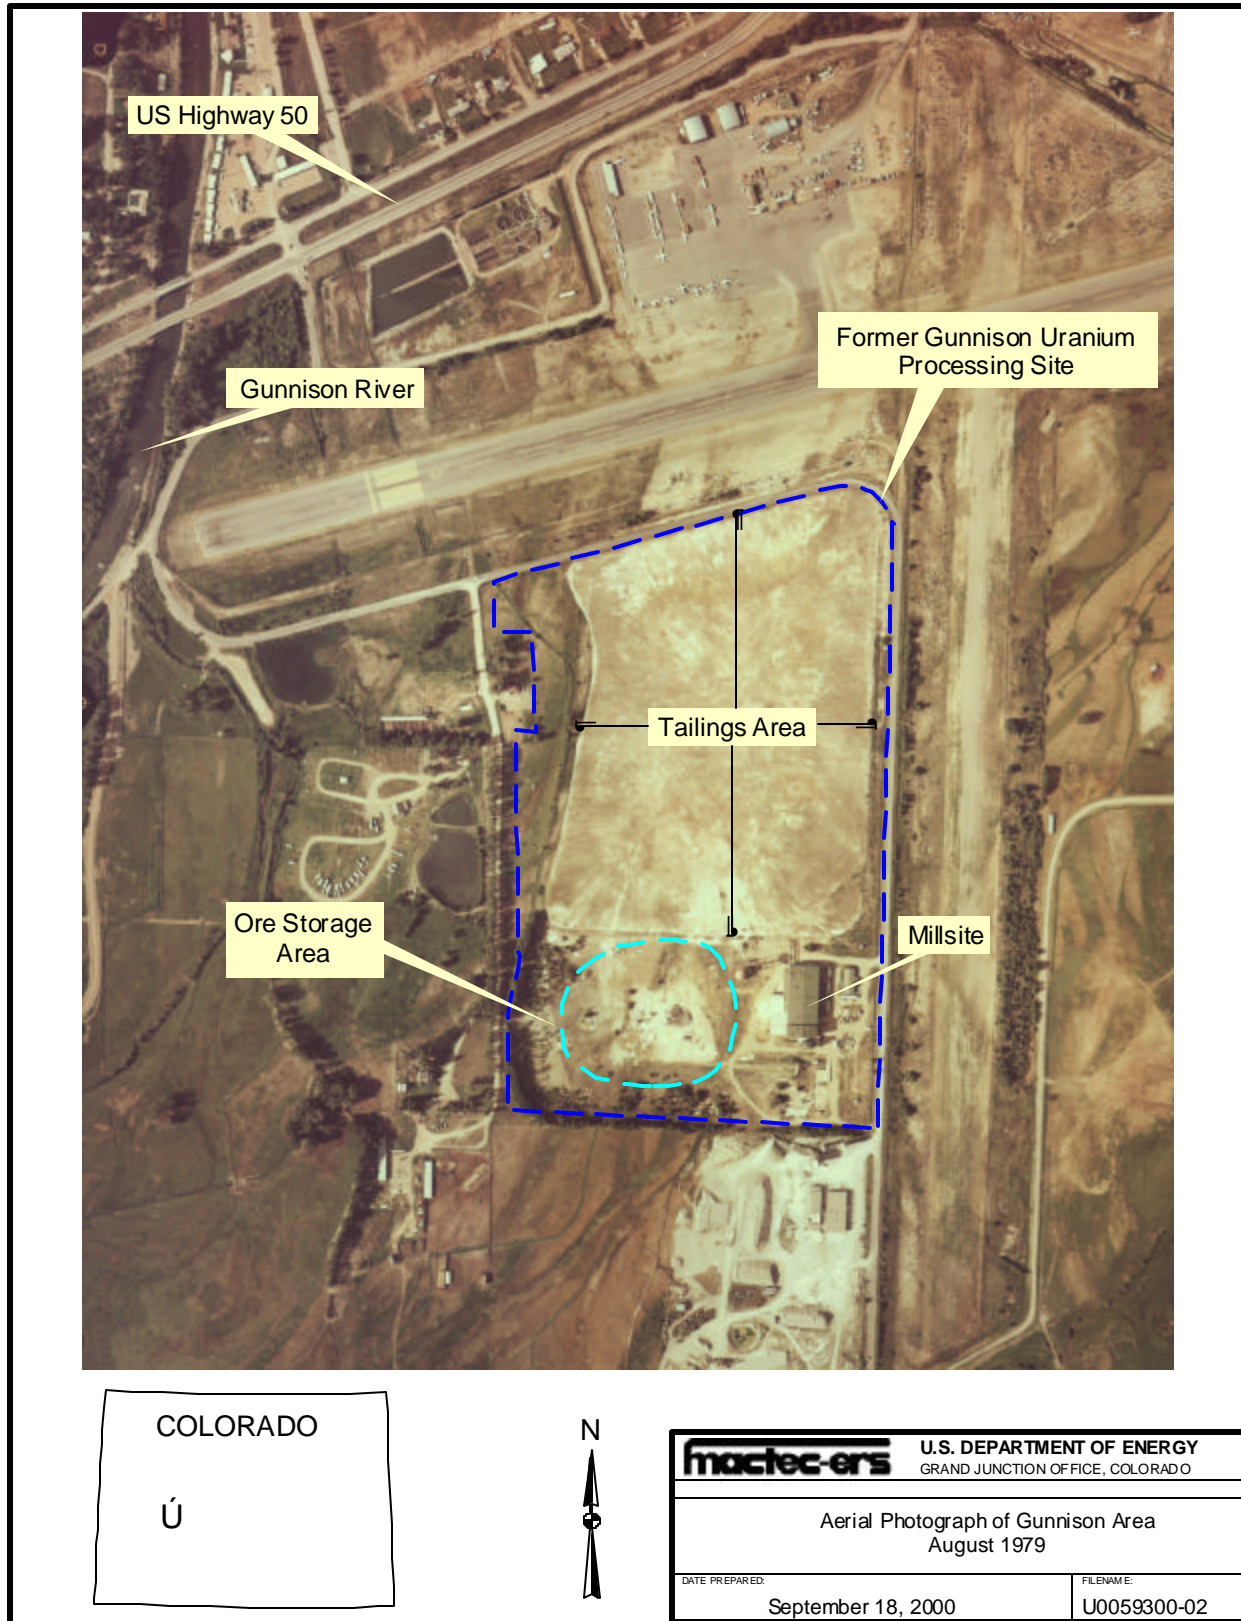 US Highway 50
Former Gunnison Uranium
Processing Site
Gunnison River
Tailings Area
Ore Storage
Area
Millsite
COLORADO
Ú
N
mactec-ers
U.S. DEPARTMENT OF ENERGY
GRAND JUNCTION OFFICE, COLORADO
Aerial Photograph of Gunnison Area
August 1979
DATE PREPARED:
September 18, 2000
FILENAME:
U0059300-02